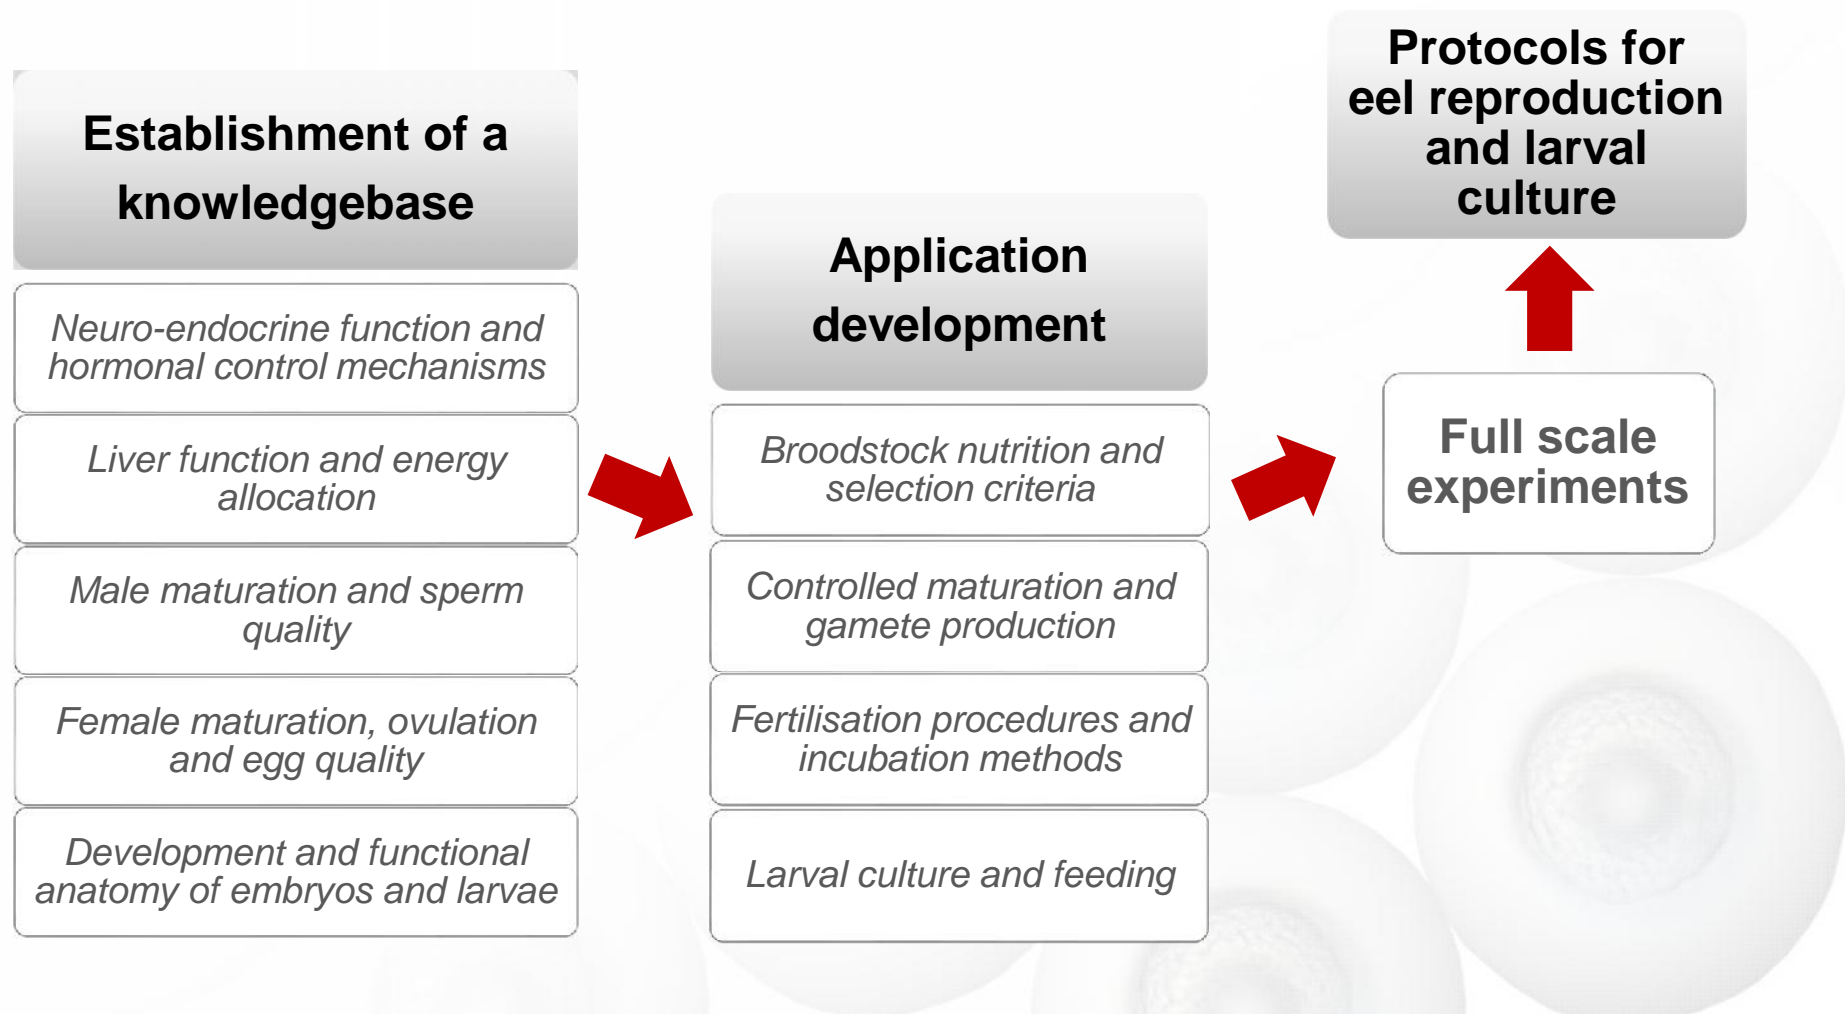 Establishment of a
knowledgebase
Neuro-endocrine function and
hormonal control mechanisms
Liver function and energy
allocation
Male maturation and sperm
quality
Female maturation, ovulation
and egg quality
Development and functional
anatomy of embryos and larvae
Application
development
Broodstock nutrition and
selection criteria
Controlled maturation and
gamete production
Fertilisation procedures and
incubation methods
Larval culture and feeding
Protocols for
eel reproduction
and larval
culture
Full scale
experiments